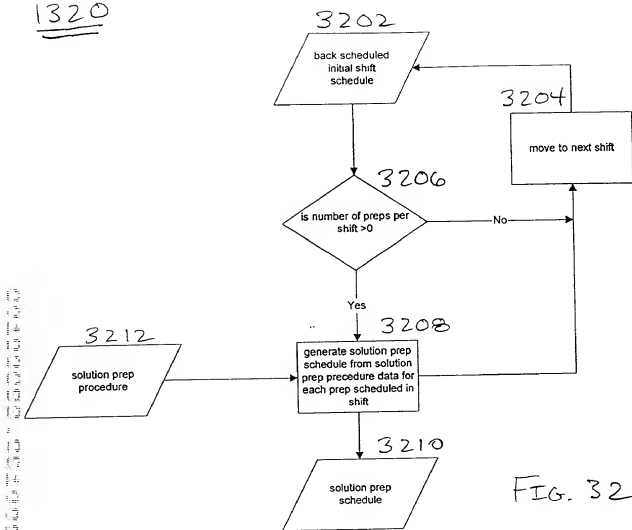 1320
3202
back scheduled
initial shift
schedule
3204
move to next shift
3206
is number of preps per
shift >0
No
Yes
3212
solution prep
procedure
3208
generate solution prep
schedule from solution
prep precedure data for
each prep scheduled in
shift
3210
solution prep
schedule
FIG. 32